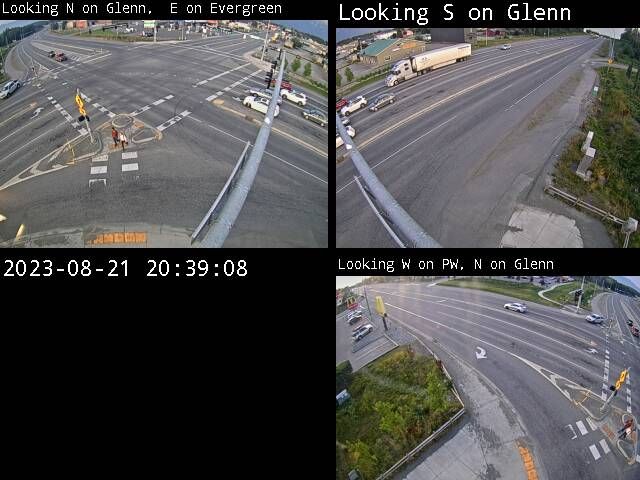 Looking N on Glenn,  E on Evergreen
Looking S on Glenn
2023-08-21 20:39:08
Looking W on PW, N on Glenn